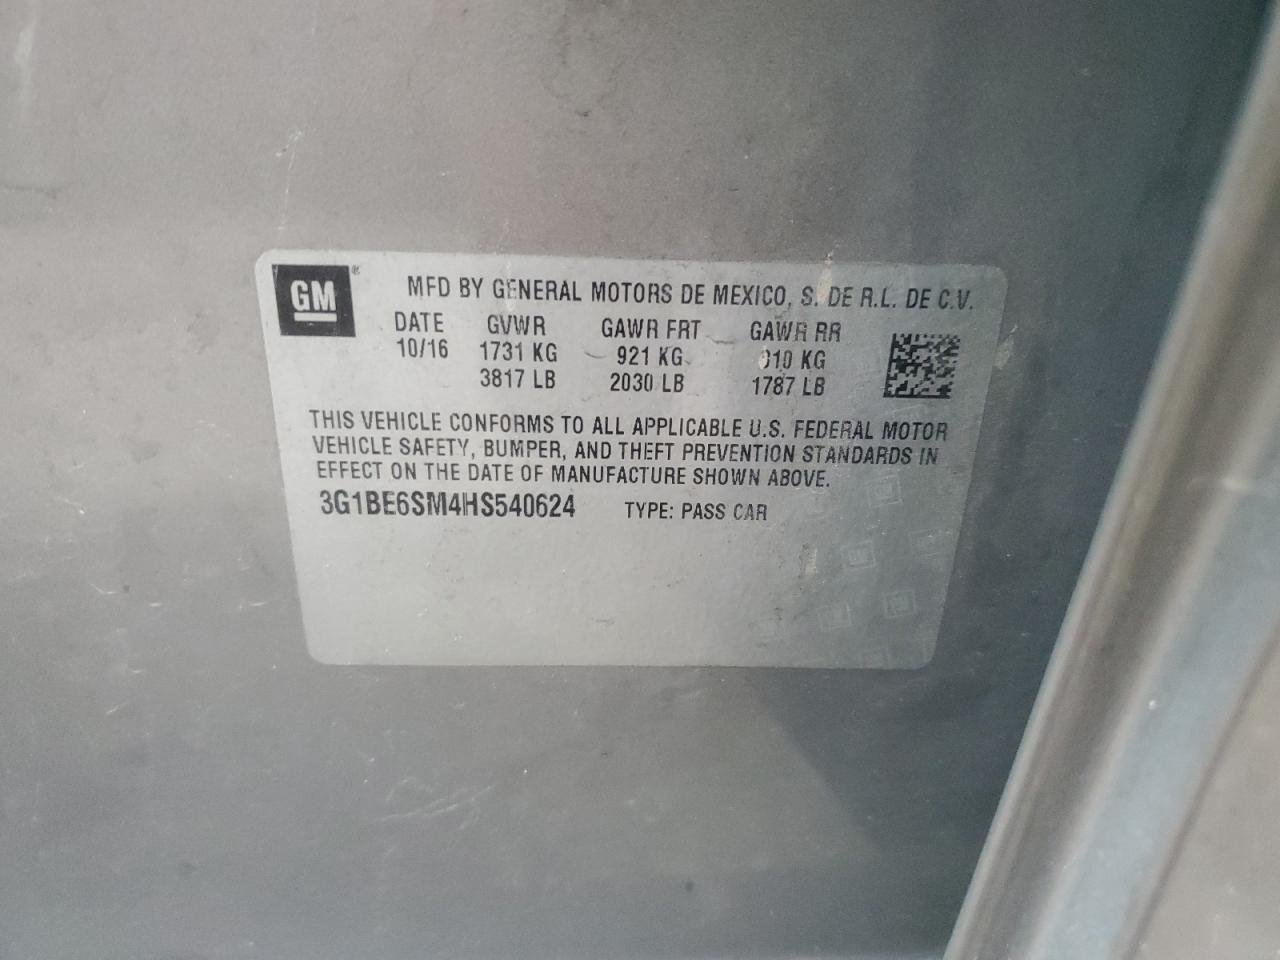 GM®
MFD BY GENERAL MOTORS DE MEXICO, S. DE R.L. DE C.V.
DATE GVWR GAWR FRT GAWR RR
10/16 1731 KG 921 KG 810 KG
3817 LB 2030 LB 1787 LB
THIS VEHICLE CONFORMS TO ALL APPLICABLE U.S. FEDERAL MOTOR
VEHICLE SAFETY, BUMPER, AND THEFT PREVENTION STANDARDS IN
EFFECT ON THE DATE OF MANUFACTURE SHOWN ABOVE.
3G1BE6SM4HS540624 TYPE: PASS CAR